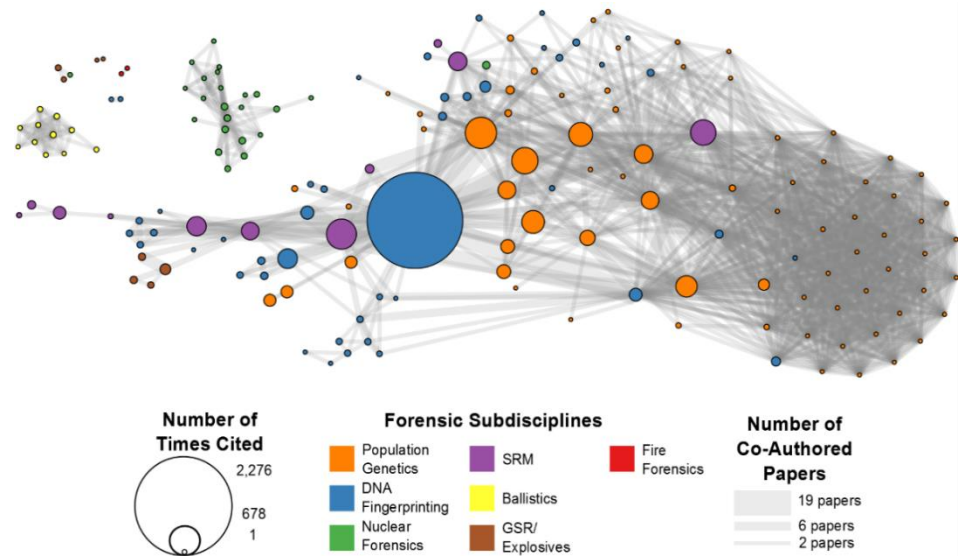 Number of
Times Cited
2,276
678
1
Forensic Subdisciplines
Population
Genetics
DNA
Fingerprinting
Nuclear
Forensics
SRM
Ballistics
GSR/
Explosives
Fire
Forensics
Number of
Co-Authored
Papers
19 papers
6 papers
2 papers